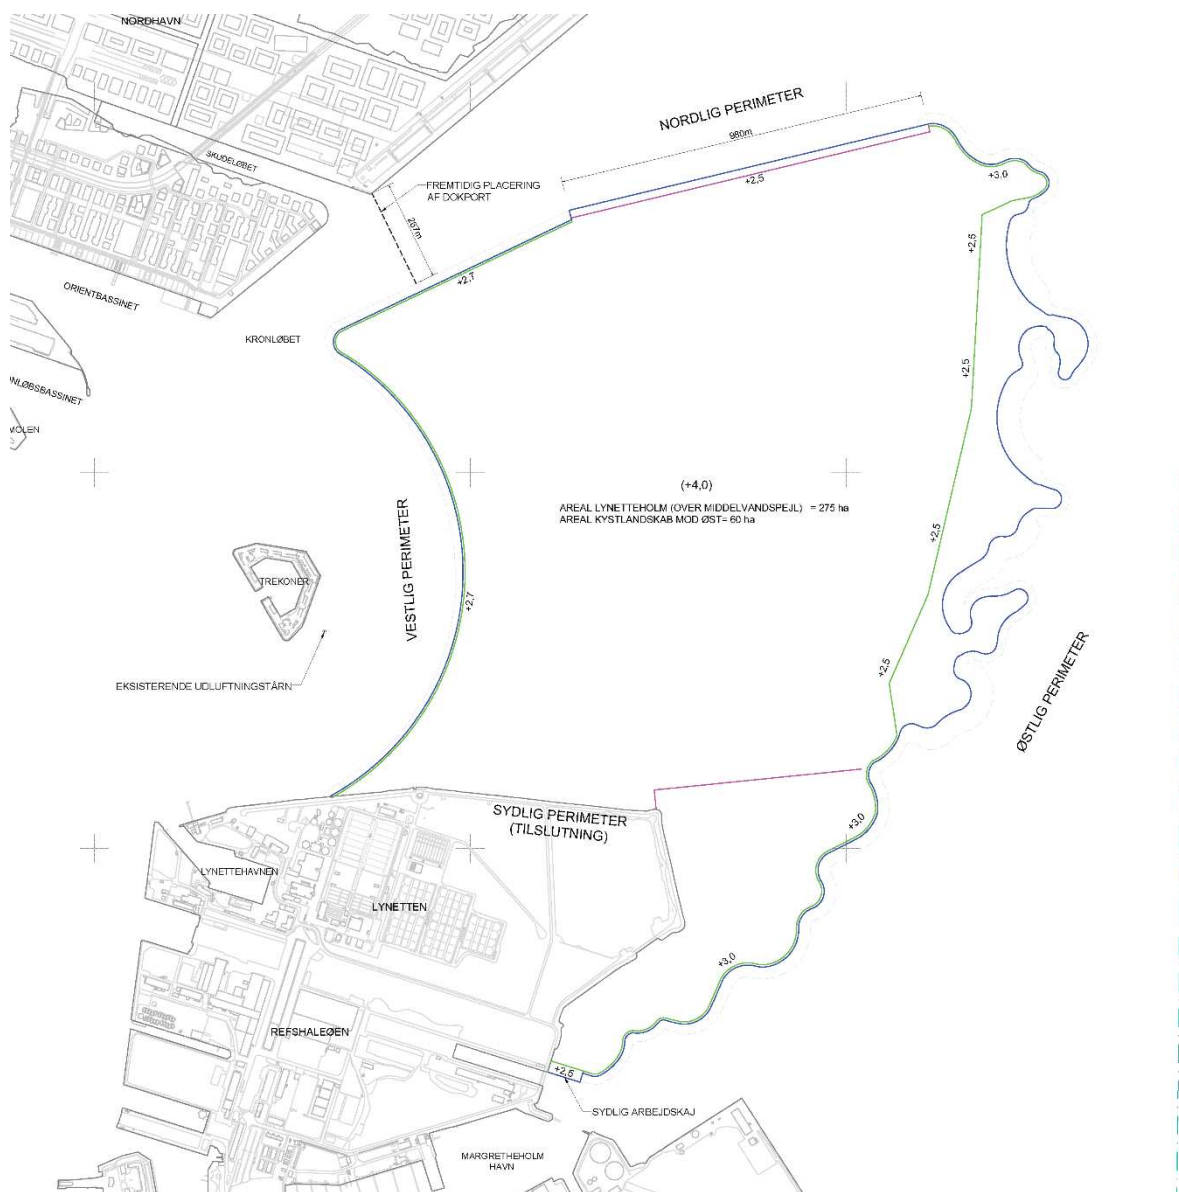 NORDHAVN
NORDLIG PERIMETER
980m
SKUDELØBET
+2,5
+3.0
FREMTIDIG PLACERING
AF DOKPORT
267m
+2,5
+2,7
ORIENTBASSINET
KRONLØBET
+2,5
NLØBSBASSINET
MOLEN
(+4,0)
AREAL LYNETTEHOLM (OVER MIDDELVANDSPEJL) = 275 ha
AREAL KYSTLANDSKAB MOD ØST= 60 ha
+2,5
VESTLIG PERIMETER
TREKONER
+2,7
+2,5
EKSISTERENDE UDLUFTNINGSTÅRN
ØSTLIG PERIMETER
SYDLIG PERIMETER
(TILSLUTNING)
+3,0
LYNETTEHAVNEN
LYNETTEN
+3,0
REFSHALEØEN
+2,5
SYDLIG ARBEJDSKAJ
MARGRETHEHOLM
HAVN